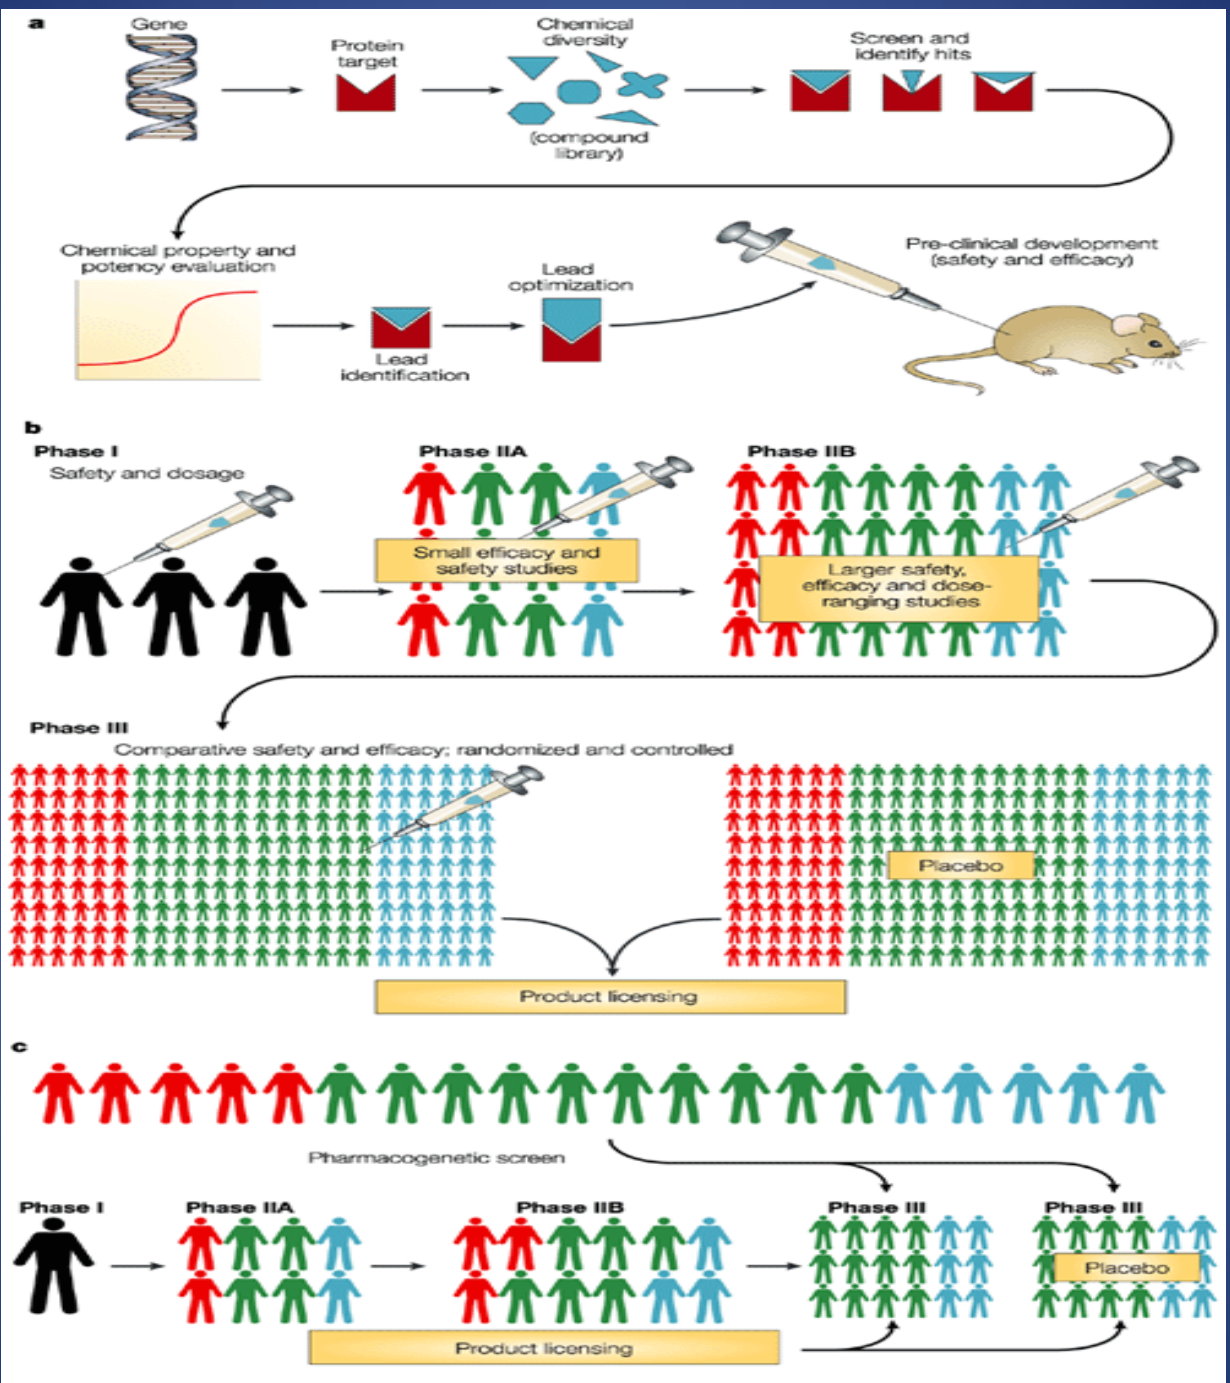 a
Gene
Protein
target
Chemical
diversity
(compound
library)
Screen and
identify hits
Chemical property and
potency evaluation
Lead
identification
Lead
optimization
Pre-clinical development
(safety and efficacy)
b
Phase I
Safety and dosage
Phase IIA
Small efficacy and
safety studies
Phase IIB
Larger safety,
efficacy and dose-
ranging studies
Phase III
Comparative safety and efficacy; randomized and controlled
Placebo
Product licensing
c
Pharmacogenetic screen
Phase I
Phase IIA
Phase IIB
Phase III
Phase III
Placebo
Product licensing